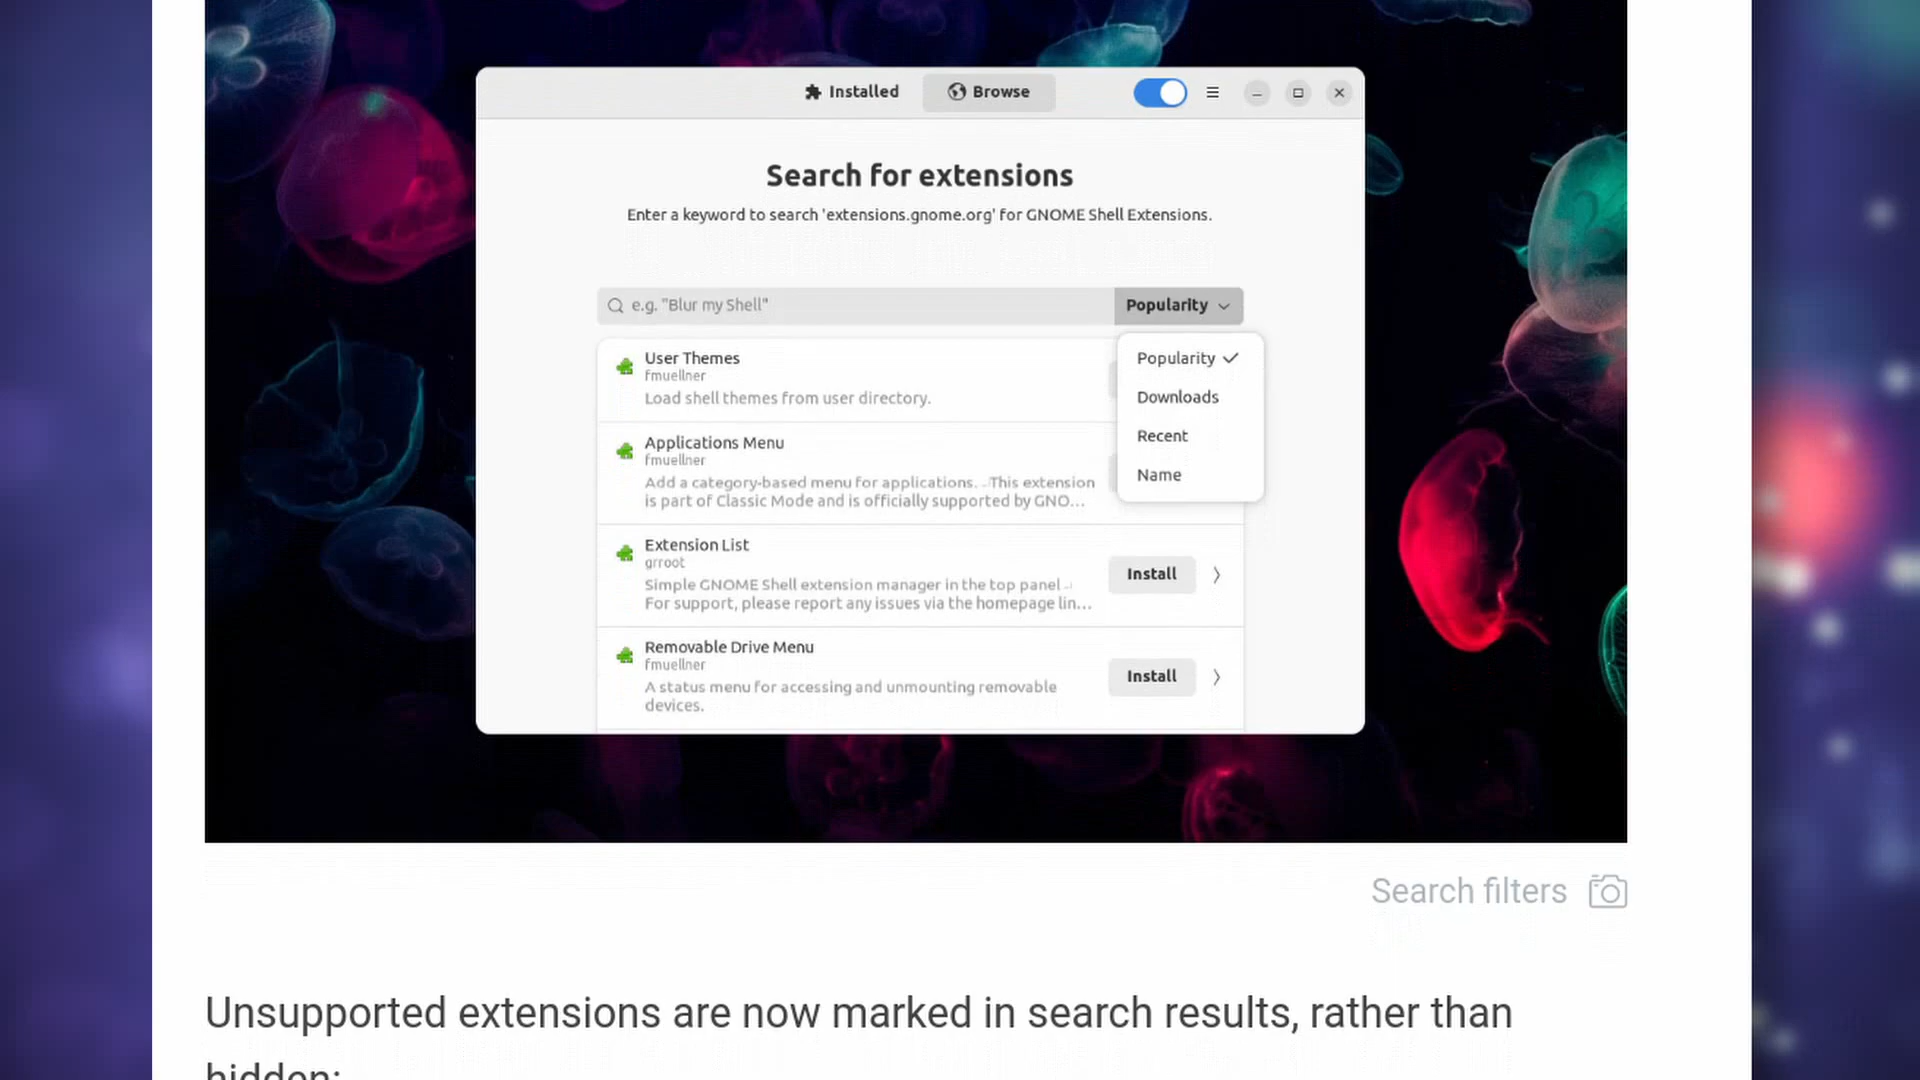 Installed
Browse
Search for extensions
Enter a keyword to search 'extensions.gnome.org' for GNOME Shell Extensions.
e.g. "Blur my Shell"
Popularity
Popularity
Downloads
Recent
Name
User Themes
fmuellner
Load shell themes from user directory.
Applications Menu
fmuellner
Add a category-based menu for applications. This extension
is part of Classic Mode and is officially supported by GNO...
Extension List
grroot
Simple GNOME Shell extension manager in the top panel -
For support, please report any issues via the homepage lin...
Install
Removable Drive Menu
fmuellner
A status menu for accessing and unmounting removable
devices.
Install
Search filters
Unsupported extensions are now marked in search results, rather than
hidden: